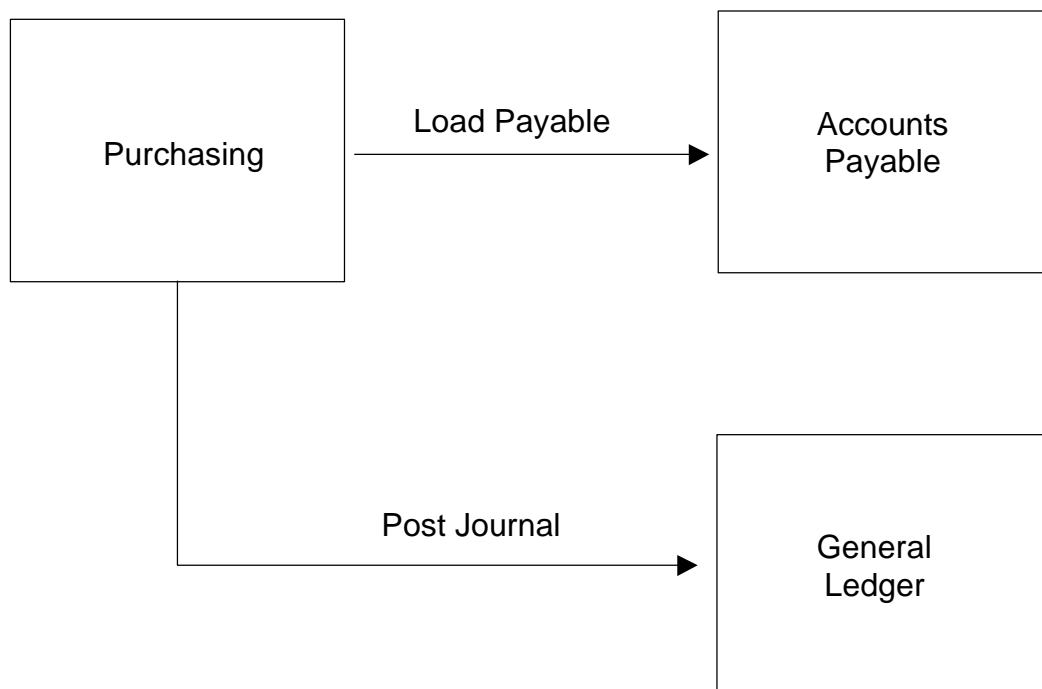 Purchasing
Load Payable
Accounts
Payable
Post Journal
General
Ledger